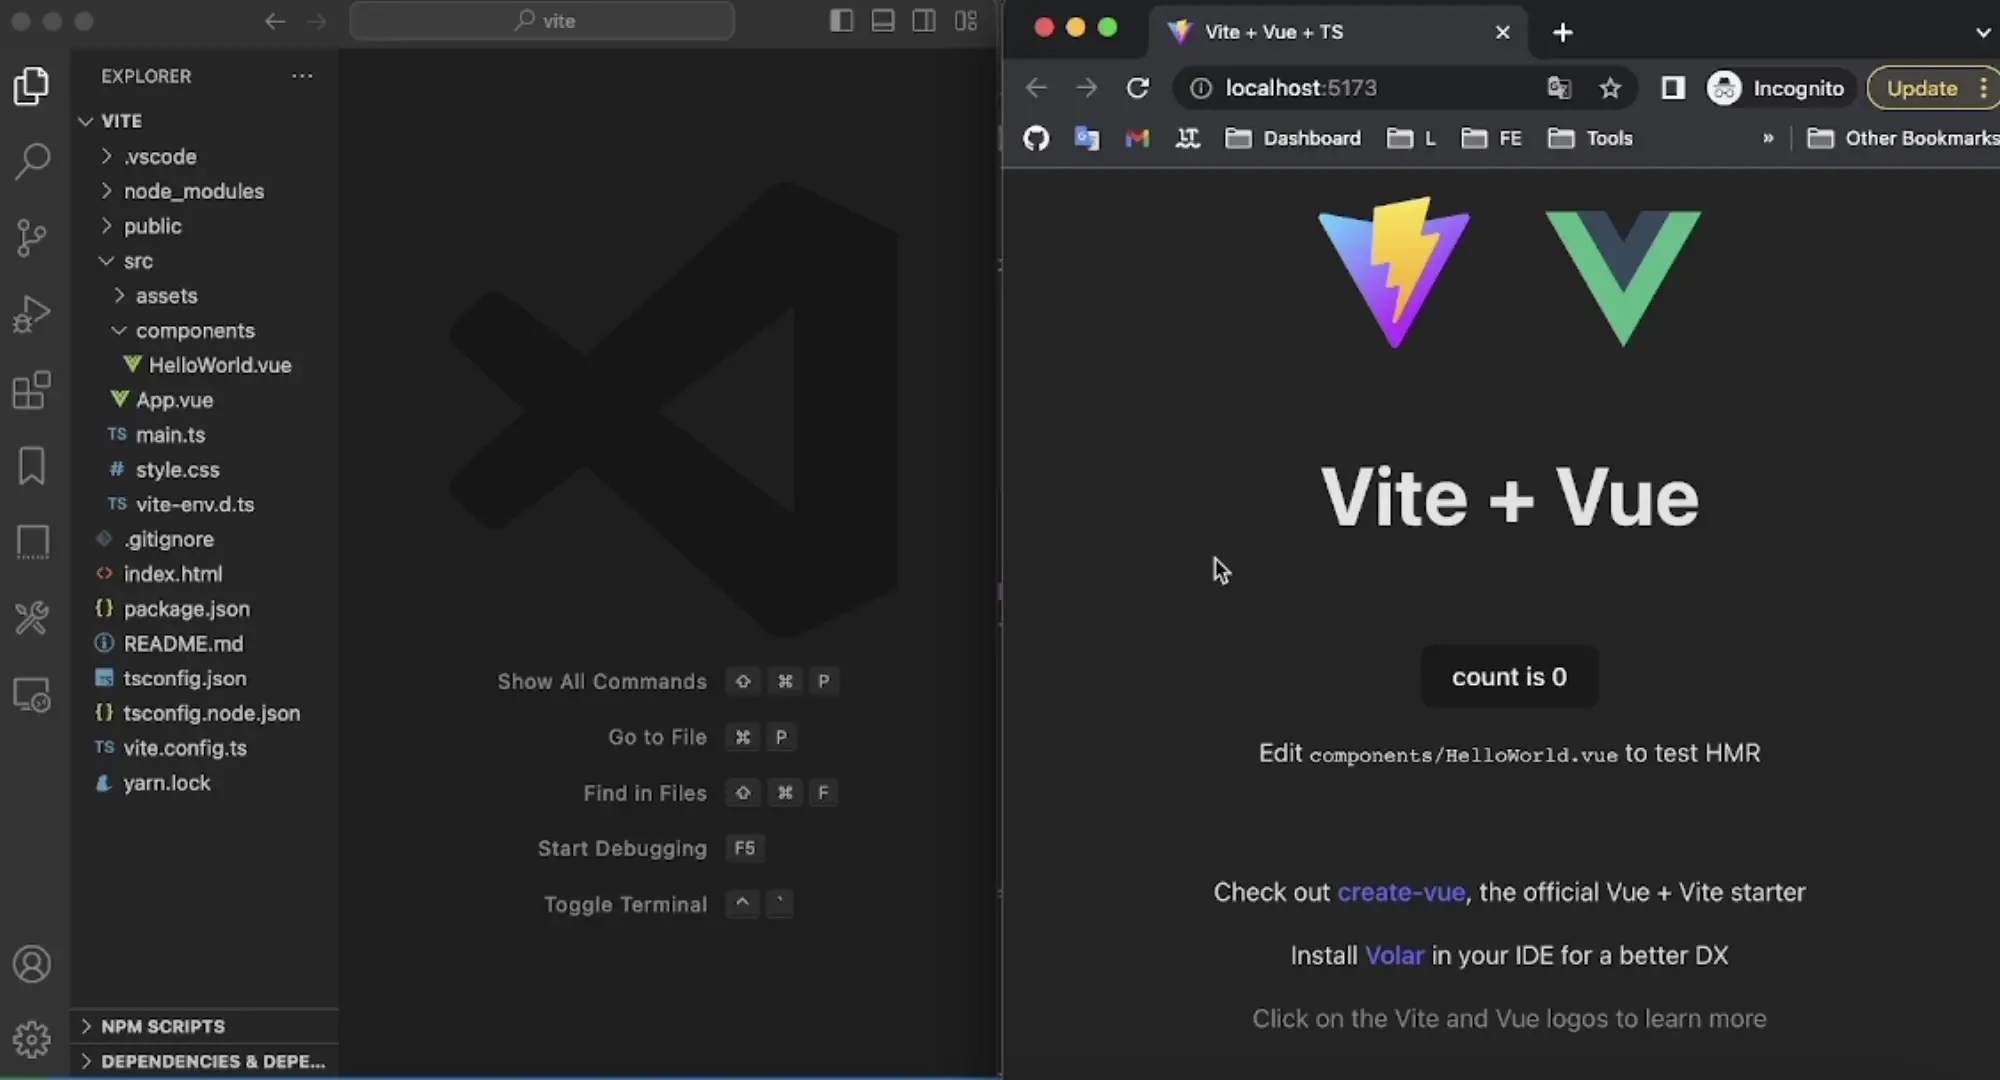 vite
EXPLORER
VITE
.vscode
node_modules
public
src
assets
components
HelloWorld.vue
App.vue
TS main.ts
# style.css
TS vite-env.d.ts
.gitignore
<> index.html
{} package.json
README.md
TS tsconfig.json
{} tsconfig.node.json
TS vite.config.ts
yarn.lock
NPM SCRIPTS
DEPENDENCIES & DEPE...
Show All Commands ⇧ ⌘ P
Go to File ⌘ P
Find in Files ⇧ ⌘ F
Start Debugging F5
Toggle Terminal ^ `
Vite + Vue + TS
localhost:5173
Incognito
Update
Dashboard
L
FE
Tools
»
Other Bookmarks
Vite + Vue
count is 0
Edit components/HelloWorld.vue to test HMR
Check out create-vue, the official Vue + Vite starter
Install Volar in your IDE for a better DX
Click on the Vite and Vue logos to learn more